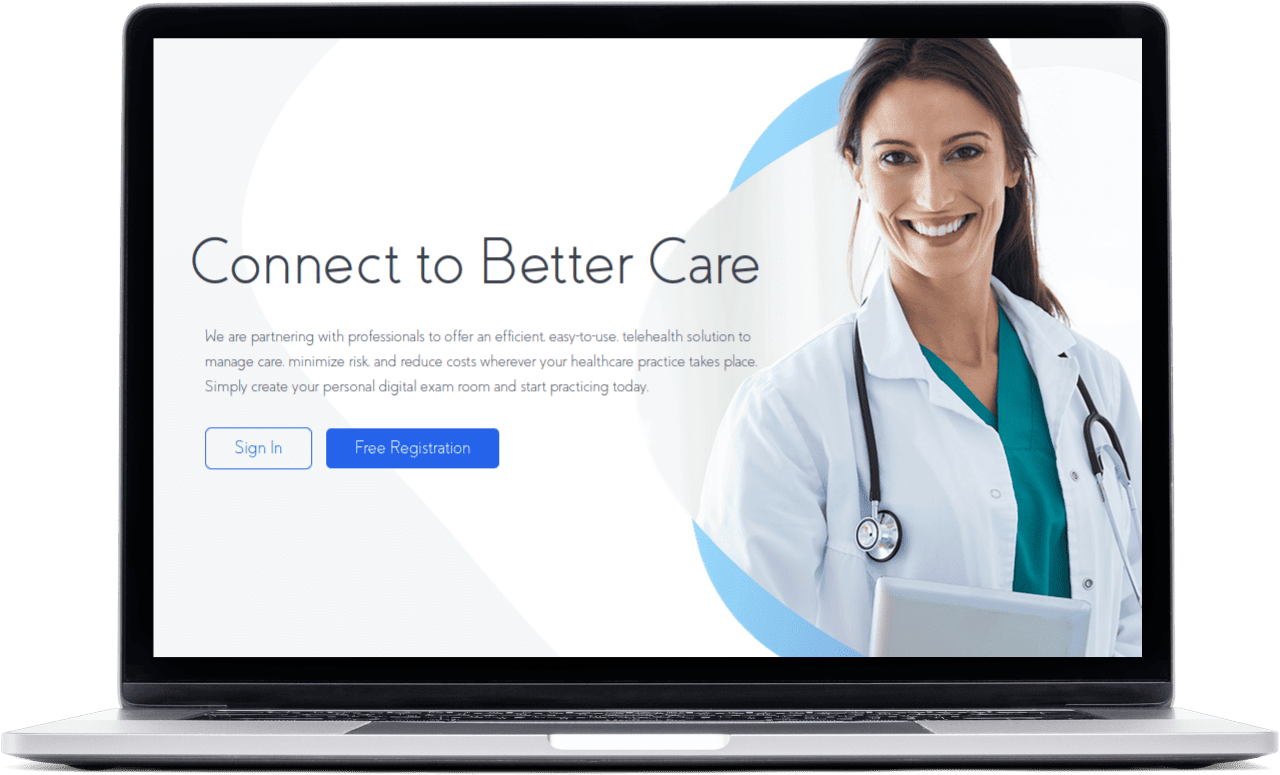 Connect to Better Care
We are partnering with professionals to offer an efficient, easy-to-use, telehealth solution to
manage care, minimize risk, and reduce costs wherever your healthcare practice takes place.
Simply create your personal digital exam room and start practicing today.
Sign In
Free Registration